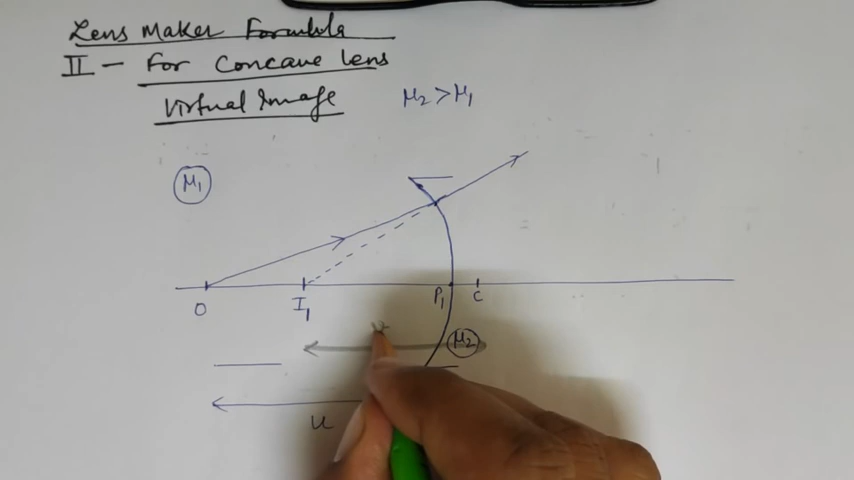 Lens Maker Formula
II - For Concave lens
Virtual Image
μ2 > μ1
μ1
O
I1
P1
C
μ2
u